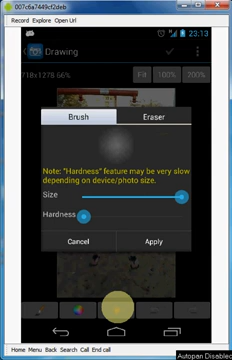 007c6a7449cf2deb
Record Explore Open Url
23:13
Drawing
718x1278 56%
Fit 100% 200%
Brush Eraser
Note: "Hardness" feature may be very slow
depending on device/photo size.
Size
Hardness
Cancel Apply
Home Menu Back Search Call End call
Autopan Disabled